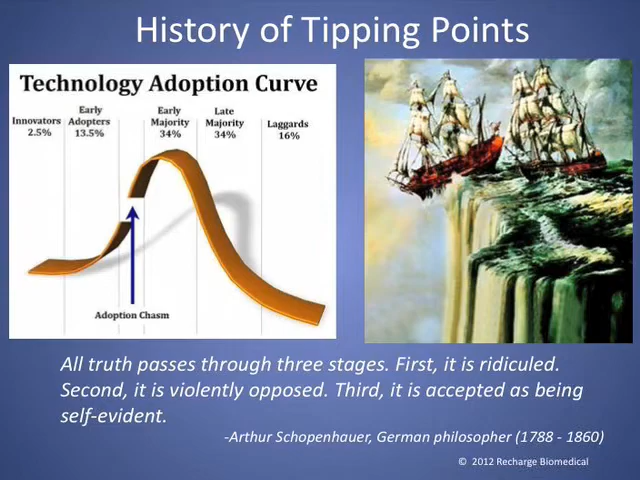 History of Tipping Points
Technology Adoption Curve
Innovators
2.5%
Early
Adopters
13.5%
Early
Majority
34%
Late
Majority
34%
Laggards
16%
Adoption Chasm
All truth passes through three stages. First, it is ridiculed.
Second, it is violently opposed. Third, it is accepted as being
self-evident.
-Arthur Schopenhauer, German philosopher (1788 - 1860)
© 2012 Recharge Biomedical